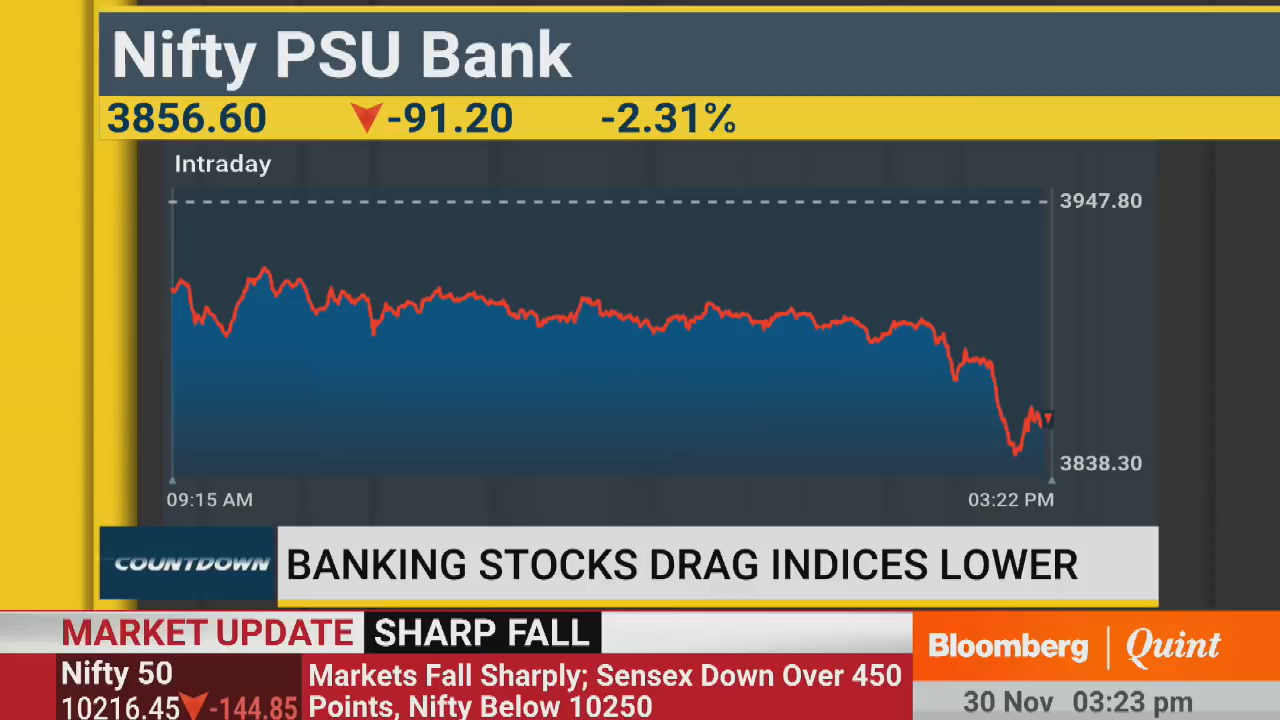 Nifty PSU Bank
3856.60 -91.20 -2.31%
Intraday
3947.80
3838.30
09:15 AM 03:22 PM
COUNTDOWN BANKING STOCKS DRAG INDICES LOWER
MARKET UPDATE SHARP FALL
Bloomberg | Quint
Nifty 50
10216.45 -144.85
Markets Fall Sharply; Sensex Down Over 450
Points, Nifty Below 10250
30 Nov 03:23 pm